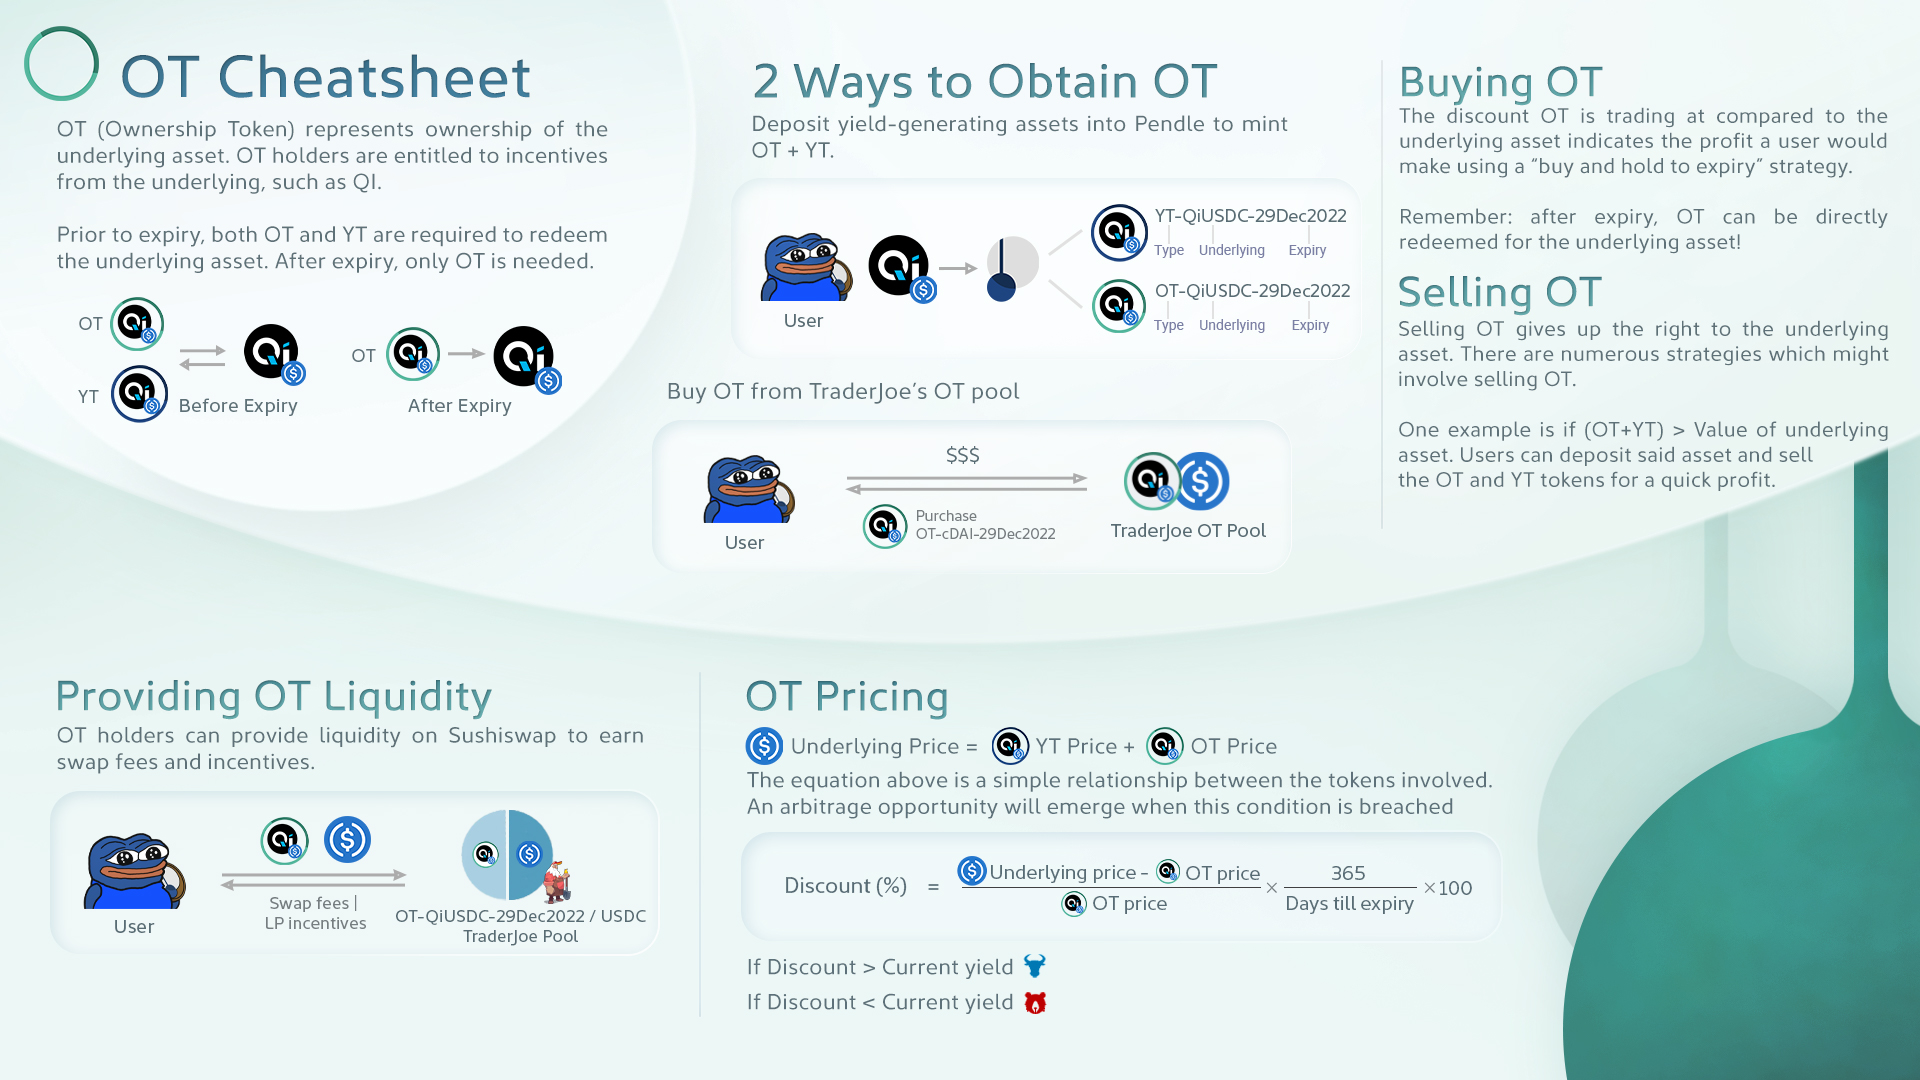 OT Cheatsheet
OT (Ownership Token) represents ownership of the
underlying asset. OT holders are entitled to incentives
from the underlying, such as QI.
Prior to expiry, both OT and YT are required to redeem
the underlying asset. After expiry, only OT is needed.
OT
YT
Before Expiry
OT
After Expiry
2 Ways to Obtain OT
Deposit yield-generating assets into Pendle to mint
OT + YT.
User
YT-QiUSDC-29Dec2022
Type Underlying Expiry
OT-QiUSDC-29Dec2022
Type Underlying Expiry
Buy OT from TraderJoe's OT pool
User
$$$
Purchase
OT-cDAI-29Dec2022
TraderJoe OT Pool
Buying OT
The discount OT is trading at compared to the
underlying asset indicates the profit a user would
make using a “buy and hold to expiry” strategy.
Remember: after expiry, OT can be directly
redeemed for the underlying asset!
Selling OT
Selling OT gives up the right to the underlying
asset. There are numerous strategies which might
involve selling OT.
One example is if (OT+YT) > Value of underlying
asset. Users can deposit said asset and sell
the OT and YT tokens for a quick profit.
Providing OT Liquidity
OT holders can provide liquidity on Sushiswap to earn
swap fees and incentives.
User
Swap fees |
LP incentives
OT-QiUSDC-29Dec2022 / USDC
TraderJoe Pool
OT Pricing
Underlying Price = YT Price + OT Price
The equation above is a simple relationship between the tokens involved.
An arbitrage opportunity will emerge when this condition is breached
Underlying price - OT price 365
Discount (%) = × ×100
OT price Days till expiry
If Discount > Current yield
If Discount < Current yield